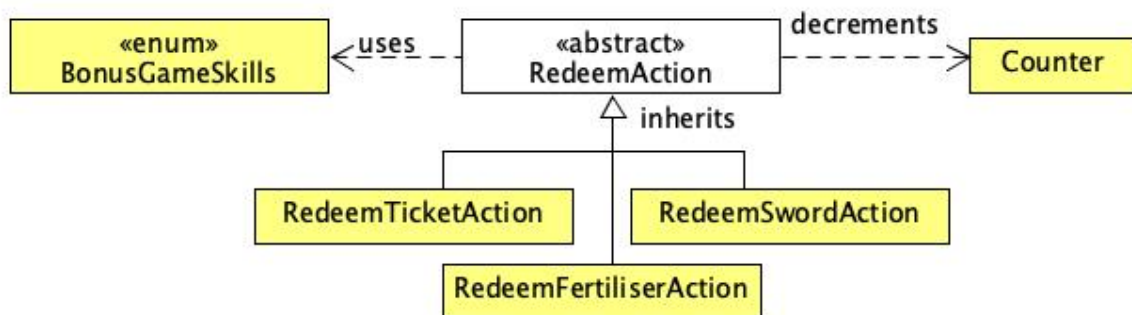 «enum»
BonusGameSkills
uses
«abstract»
RedeemAction
decrements
Counter
inherits
RedeemTicketAction
RedeemSwordAction
RedeemFertiliserAction